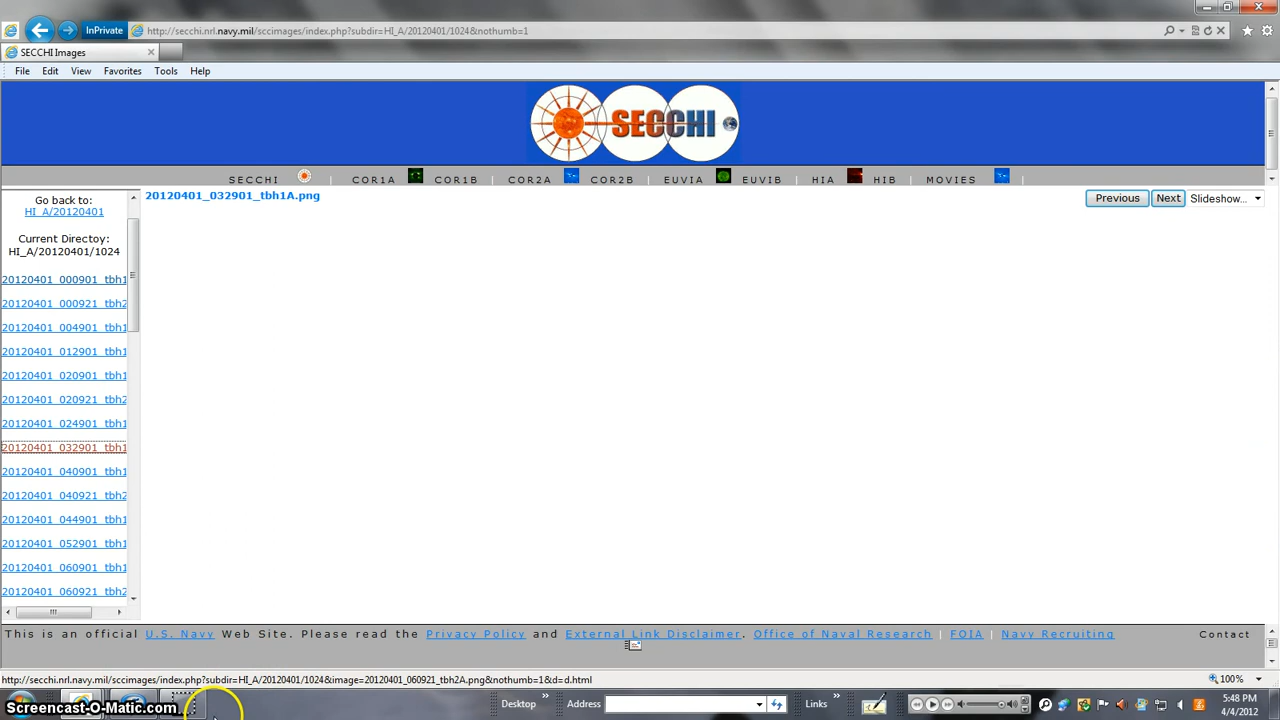 InPrivate
http://secchi.nrl.navy.mil/sccimages/index.php?subdir=HI_A/20120401/1024&nothumb=1
SECCHI Images
File Edit View Favorites Tools Help
SECCHI
SECCHI | COR1A COR1B | COR2A COR2B | EUVIA EUVIB | HIA HIB | MOVIES |
Go back to:
HI_A/20120401
Current Directoy:
HI_A/20120401/1024
20120401_032901_tbh1A.png
Previous Next Slideshow...
20120401_000901_tbh1
20120401_000921_tbh2
20120401_004901_tbh1
20120401_012901_tbh1
20120401_020901_tbh1
20120401_020921_tbh2
20120401_024901_tbh1
20120401_032901_tbh1
20120401_040901_tbh1
20120401_040921_tbh2
20120401_044901_tbh1
20120401_052901_tbh1
20120401_060901_tbh1
20120401_060921_tbh2
This is an official U.S. Navy Web Site. Please read the Privacy Policy and External Link Disclaimer. Office of Naval Research | FOIA | Navy Recruiting Contact
http://secchi.nrl.navy.mil/sccimages/index.php?subdir=HI_A/20120401/1024&image=20120401_060921_tbh2A.png&nothumb=1&d=d.html
100%
Screencast-O-Matic.com
Desktop » Address Links »
5:48 PM
4/4/2012